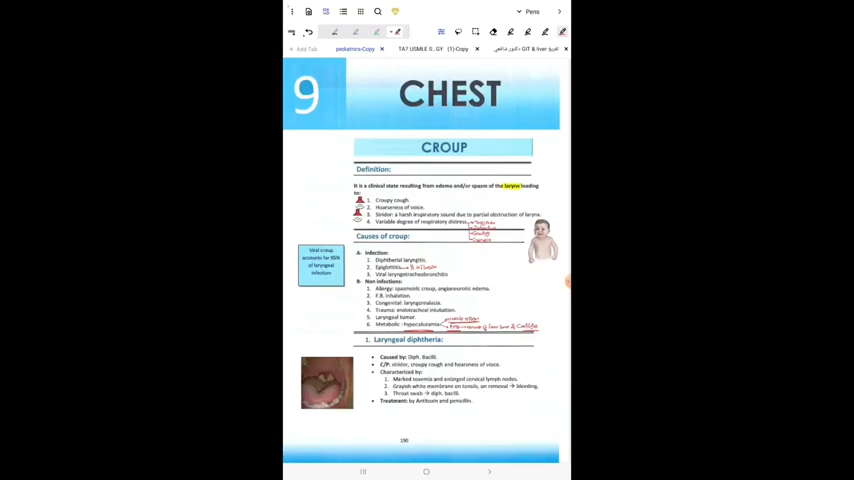 Pens
Add Tab
pediatrics-Copy
TA7 USMLE S...GY (1)-Copy
تفريغ GIT & liver دكتور شافعي
9
CHEST
CROUP
Definition:
It is a clinical state resulting from edema and/or spasm of the larynx leading
to:
1. Croupy cough.
2. Hoarseness of voice.
3. Stridor: a harsh inspiratory sound due to partial obstruction of larynx.
4. Variable degree of respiratory distress
Causes of croup:
Viral croup
accounts for 95%
of laryngeal
infection
A- Infection:
1. Diphtherial laryngitis.
2. Epiglottitis
3. Viral laryngotracheobronchitis
B- Non infections:
1. Allergy: spasmodic croup, angioneurotic edema.
2. F.B. inhalation.
3. Congenital: laryngomalacia.
4. Trauma: endotracheal intubation.
5. Laryngeal tumor.
6. Metabolic : hypocalcaemia
1. Laryngeal diphtheria:
• Caused by: Diph. Bacilli.
• C/P: stridor, croupy cough and hoarseness of vioce.
• Characterized by:
1. Marked toxemia and enlarged cervical lymph nodes.
2. Grayish white membrane on tonsils, on removal → bleeding.
3. Throat swab → diph. bacilli.
• Treatment: by Antitoxin and penicillin.
190